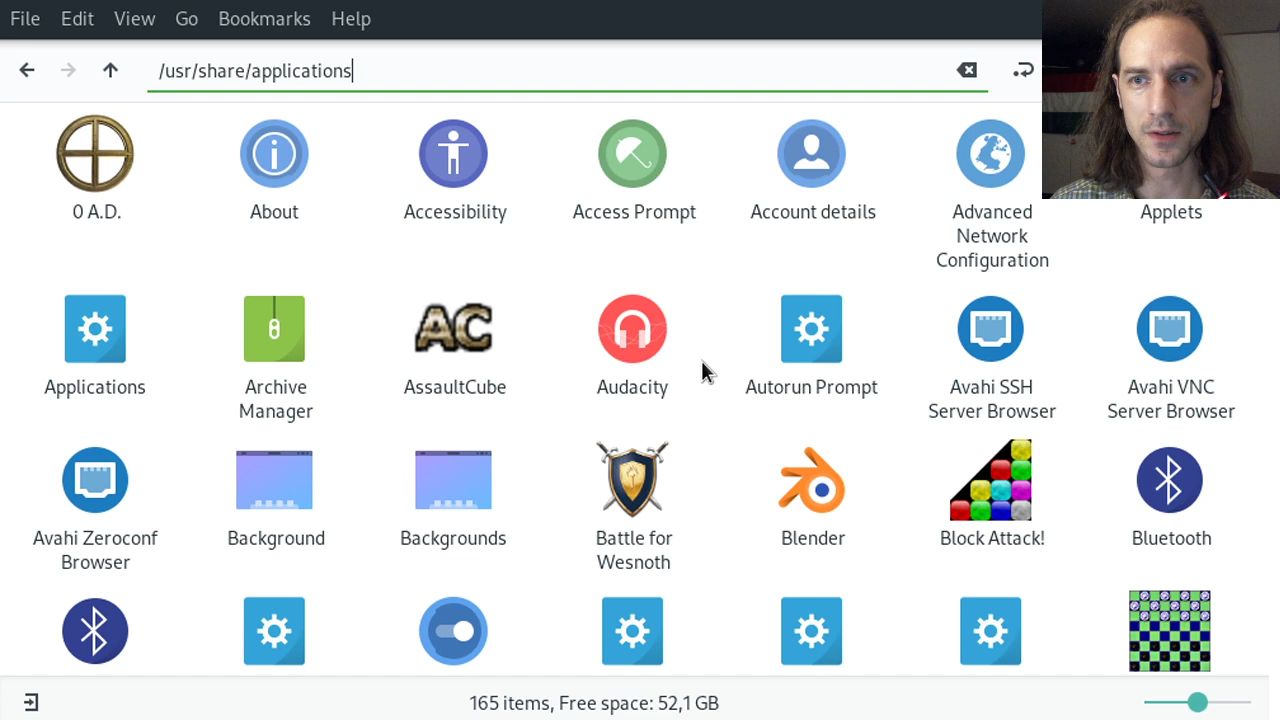 File Edit View Go Bookmarks Help
/usr/share/applications
0 A.D. About Accessibility Access Prompt Account details Advanced Applets
Network
Configuration
Applications Archive AssaultCube Audacity Autorun Prompt Avahi SSH Avahi VNC
Manager Server Browser Server Browser
Avahi Zeroconf Background Backgrounds Battle for Blender Block Attack! Bluetooth
Browser Wesnoth
165 items, Free space: 52,1 GB